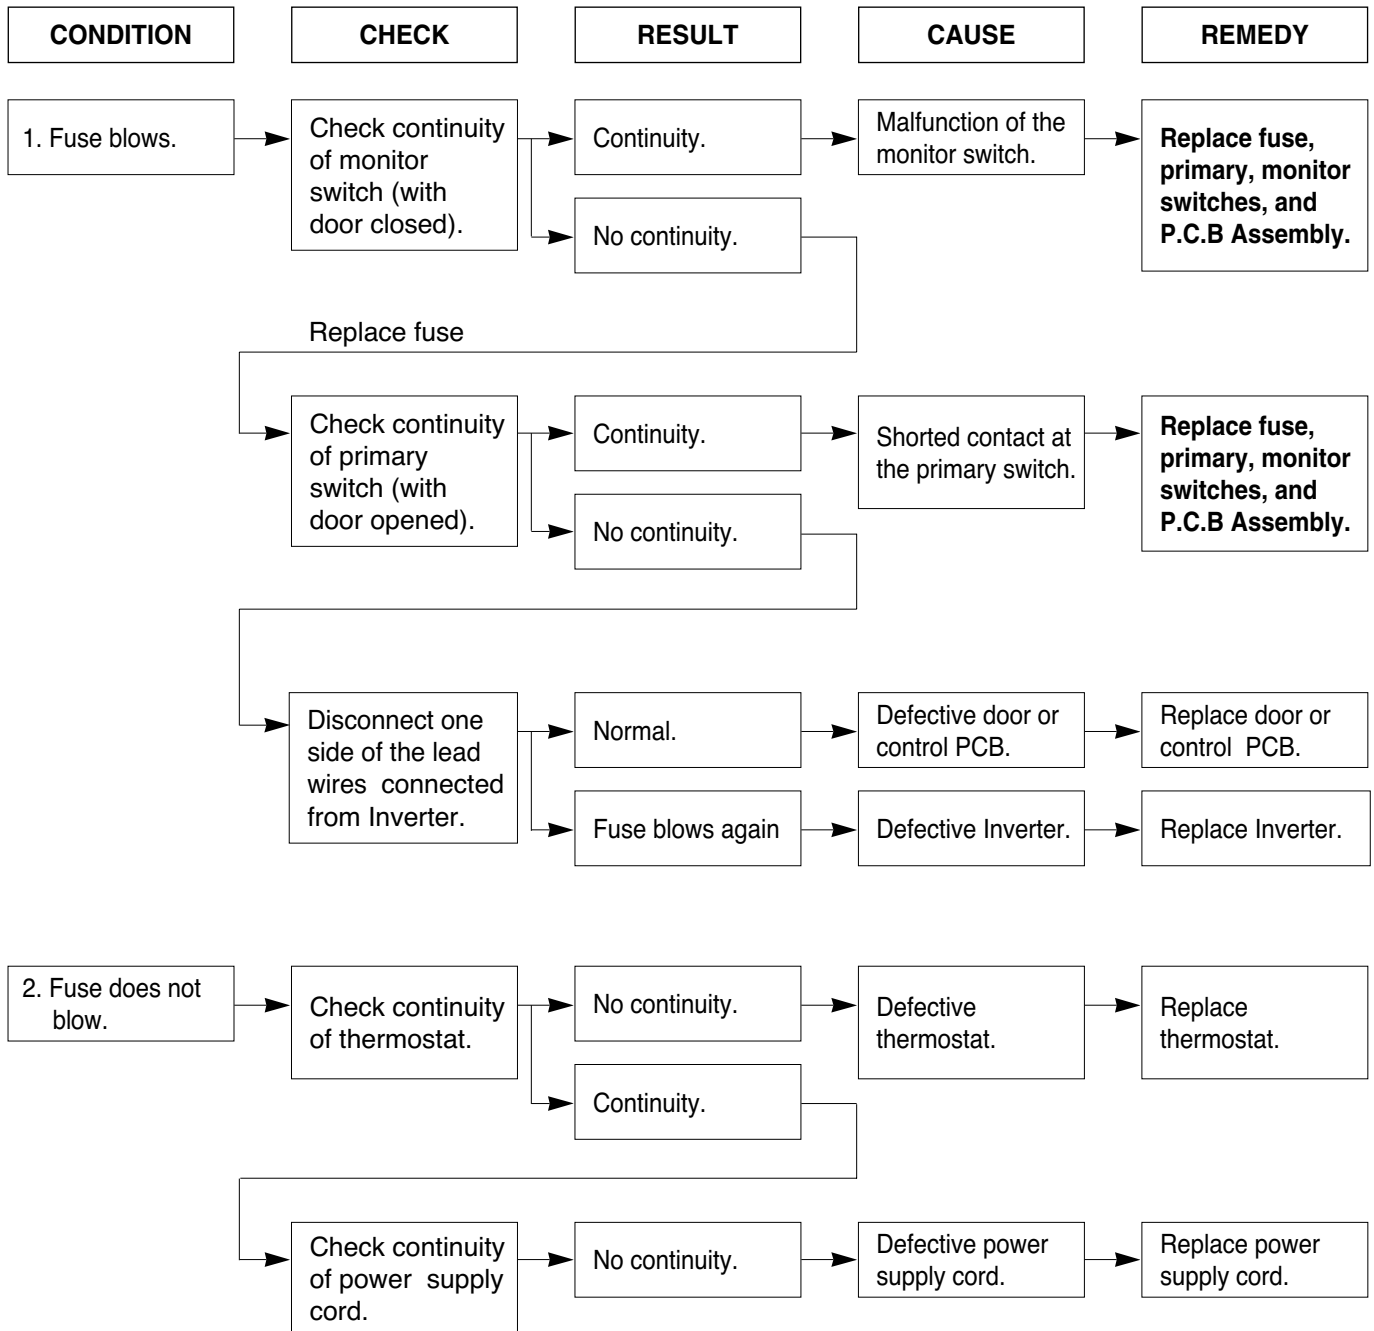 CONDITION
CHECK
RESULT
CAUSE
REMEDY
1. Fuse blows.
Check continuity
of monitor
switch (with
door closed).
Continuity.
Malfunction of the
monitor switch.
Replace fuse,
primary, monitor
switches, and
P.C.B Assembly.
No continuity.
Replace fuse
Check continuity
of primary
switch (with
door opened).
Continuity.
Shorted contact at
the primary switch.
Replace fuse,
primary, monitor
switches, and
P.C.B Assembly.
No continuity.
Disconnect one
side of the lead
wires connected
from Inverter.
Normal.
Defective door or
control PCB.
Replace door or
control PCB.
Fuse blows again
Defective Inverter.
Replace Inverter.
2. Fuse does not
blow.
Check continuity
of thermostat.
No continuity.
Defective
thermostat.
Replace
thermostat.
Continuity.
Check continuity
of power supply
cord.
No continuity.
Defective power
supply cord.
Replace power
supply cord.